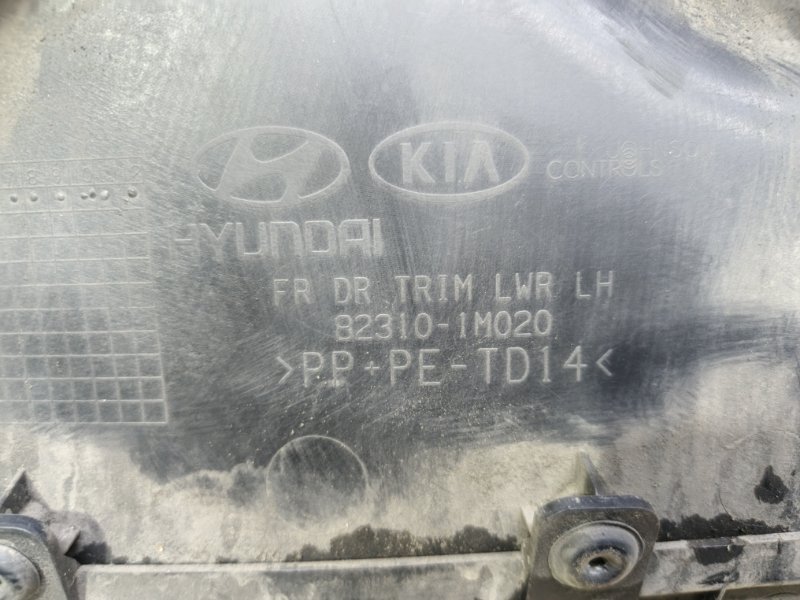 KIA
CONTROLS
HYUNDAI
FR DR TRIM LWR LH
82310-1M020
>PP+PE-TD14<